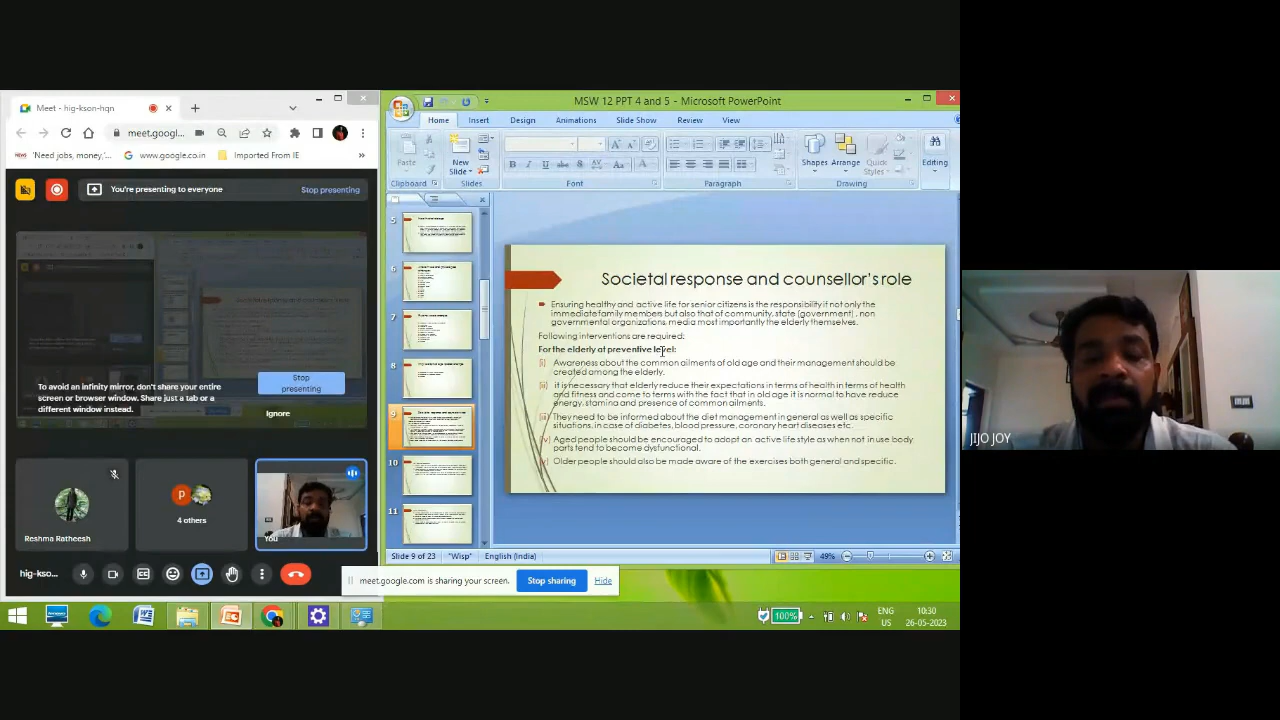 Meet - hig-kson-hqn
meet.googl...
'Need jobs, money,'...
www.google.co.in
Imported From IE
You're presenting to everyone
Stop presenting
To avoid an infinity mirror, don't share your entire
screen or browser window. Share just a tab or a
different window instead.
Stop
presenting
Ignore
Reshma Ratheesh
P
4 others
You
hig-kso...
MSW 12 PPT 4 and 5 - Microsoft PowerPoint
Home Insert Design Animations Slide Show Review View
Paste
New
Slide
Shapes Arrange Quick
Styles
Editing
Clipboard Slides Font Paragraph Drawing
5
6
7
8
9
10
11
Societal response and counsellor's role
Ensuring healthy and active life for senior citizens is the responsibility if not only the
immediate family members but also that of community, state (government) , non
governmental organizations, media most importantly the elderly themselves.
Following interventions are required:
For the elderly at preventive level:
(i) Awareness about the common ailments of old age and their management should be
created among the elderly.
(ii) it is necessary that elderly reduce their expectations in terms of health in terms of health
and fitness and come to terms with the fact that in old age it is normal to have reduce
energy, stamina and presence of common ailments.
(iii) They need to be informed about the diet management in general as well as specific
situations, in case of diabetes, blood pressure, coronary heart diseases etc.
Aged people should be encouraged to adopt an active life style as when not in use body
parts tend to become dysfunctional.
Older people should also be made aware of the exercises both general and specific.
Slide 9 of 23 "Wisp" English (India) 49%
meet.google.com is sharing your screen. Stop sharing Hide
100%
ENG
US
10:30
26-05-2023
JIJO JOY